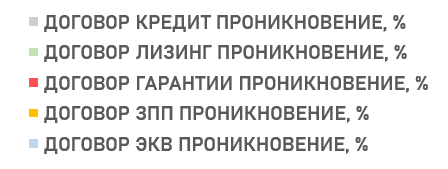 ДОГОВОР КРЕДИТ ПРОНИКНОВЕНИЕ, %
ДОГОВОР ЛИЗИНГ ПРОНИКНОВЕНИЕ, %
ДОГОВОР ГАРАНТИИ ПРОНИКНОВЕНИЕ, %
ДОГОВОР ЗПП ПРОНИКНОВЕНИЕ, %
ДОГОВОР ЭКВ ПРОНИКНОВЕНИЕ, %